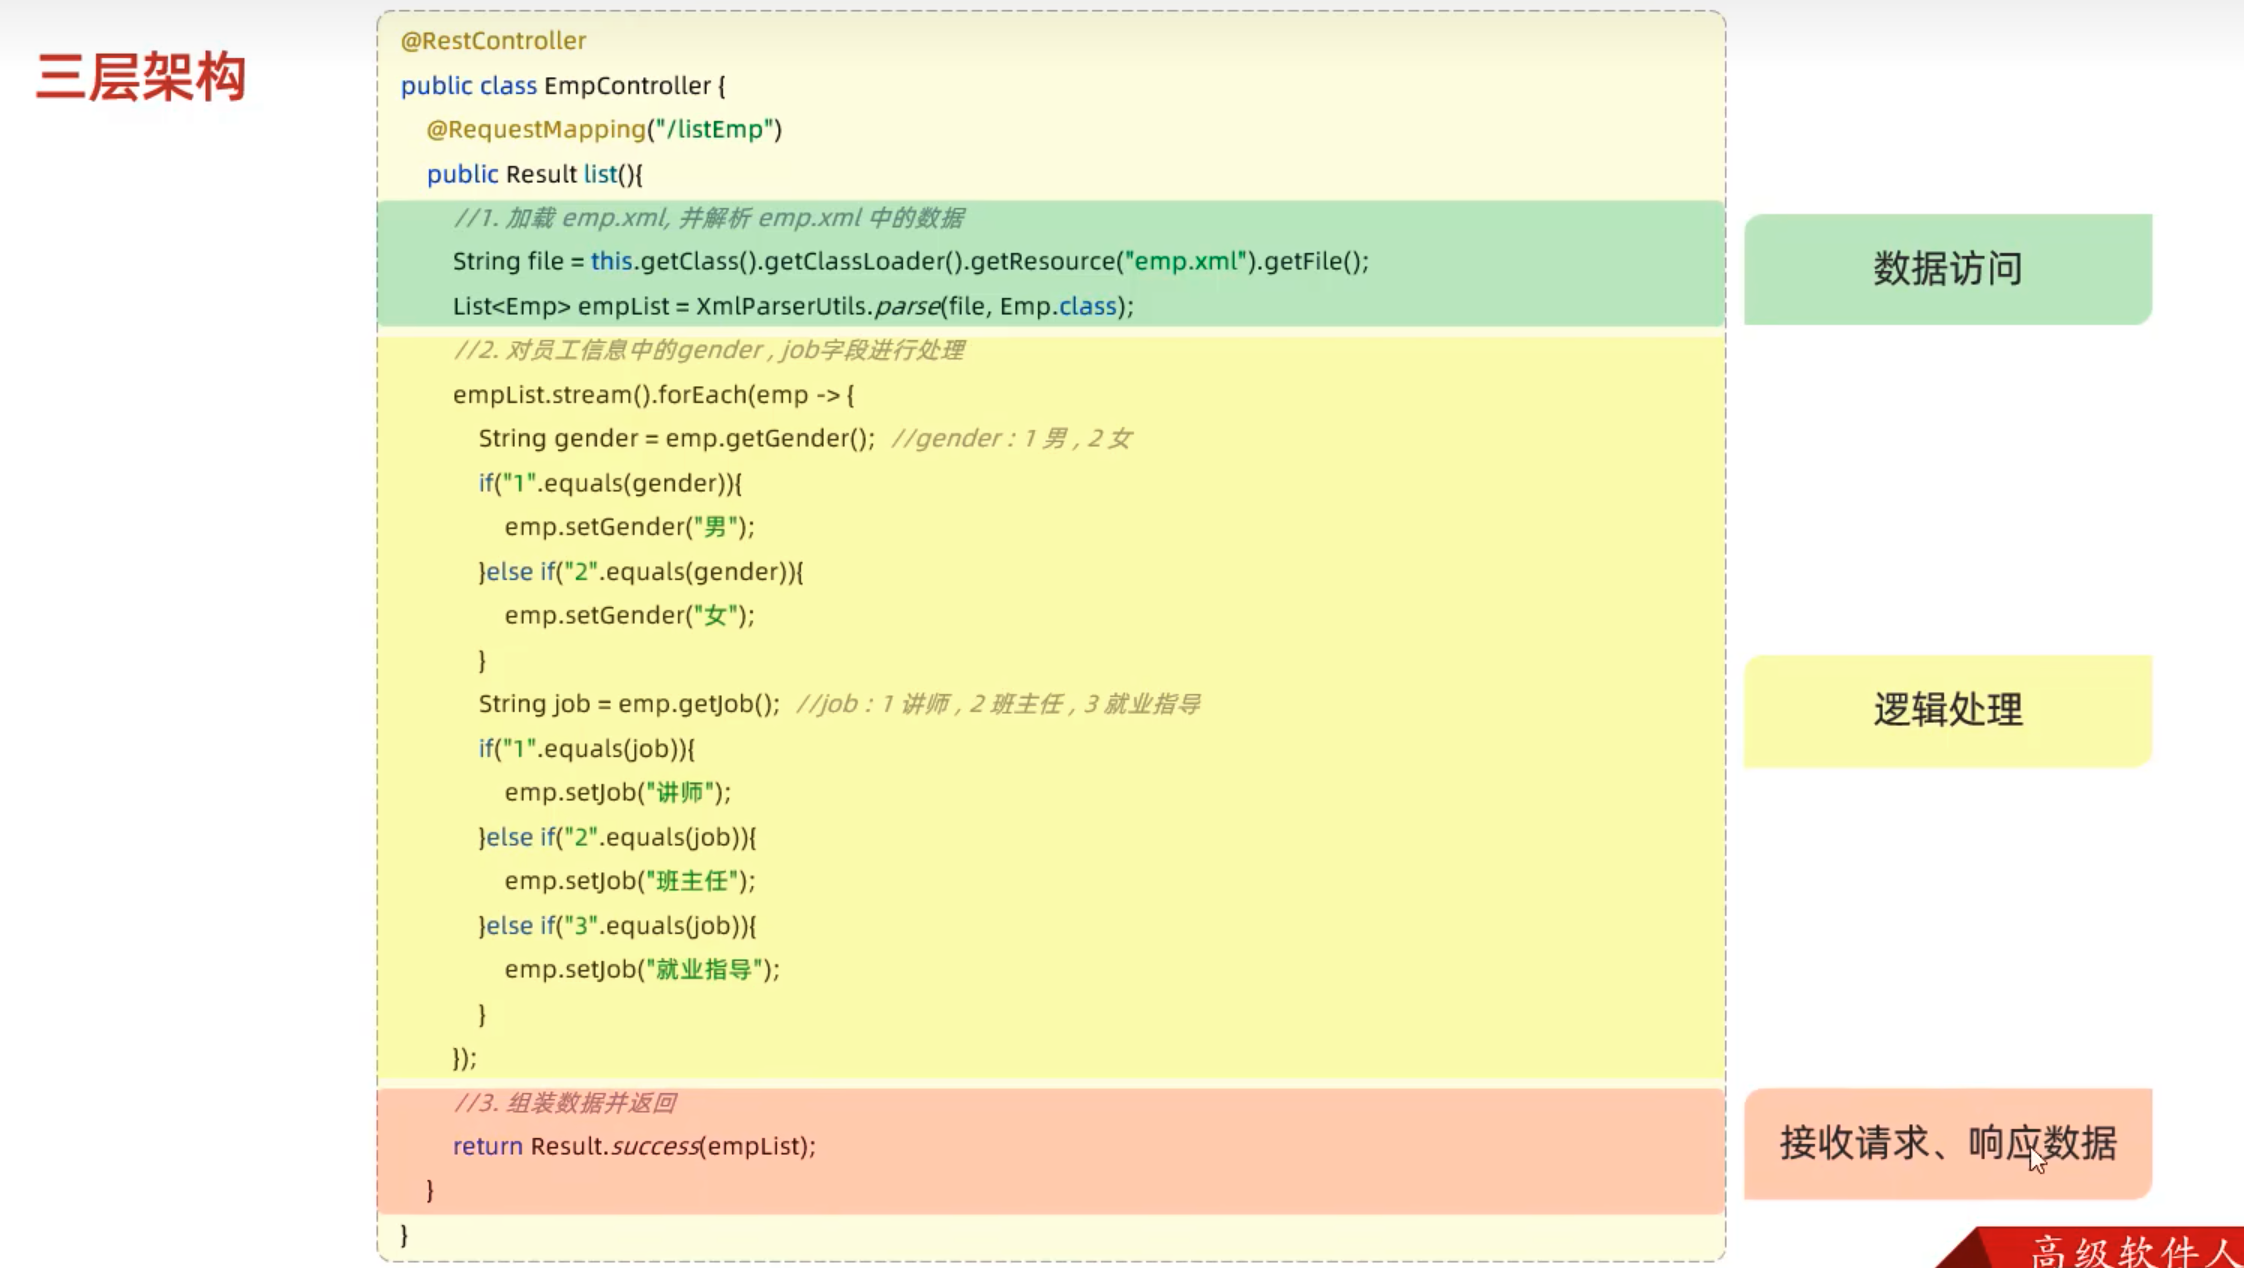 三层架构
@RestController
public class EmpController {
@RequestMapping("/listEmp")
public Result list(){
//1. 加载 emp.xml, 并解析 emp.xml 中的数据
String file = this.getClass().getClassLoader().getResource("emp.xml").getFile();
List<Emp> empList = XmlParserUtils.parse(file, Emp.class);
数据访问
//2. 对员工信息中的gender , job字段进行处理
empList.stream().forEach(emp -> {
String gender = emp.getGender(); //gender : 1 男 , 2 女
if("1".equals(gender)){
emp.setGender("男");
}else if("2".equals(gender)){
emp.setGender("女");
}
String job = emp.getJob(); //job : 1 讲师 , 2 班主任 , 3 就业指导
if("1".equals(job)){
emp.setJob("讲师");
}else if("2".equals(job)){
emp.setJob("班主任");
}else if("3".equals(job)){
emp.setJob("就业指导");
}
});
逻辑处理
//3. 组装数据并返回
return Result.success(empList);
}
}
接收请求、响应数据
高级软件人